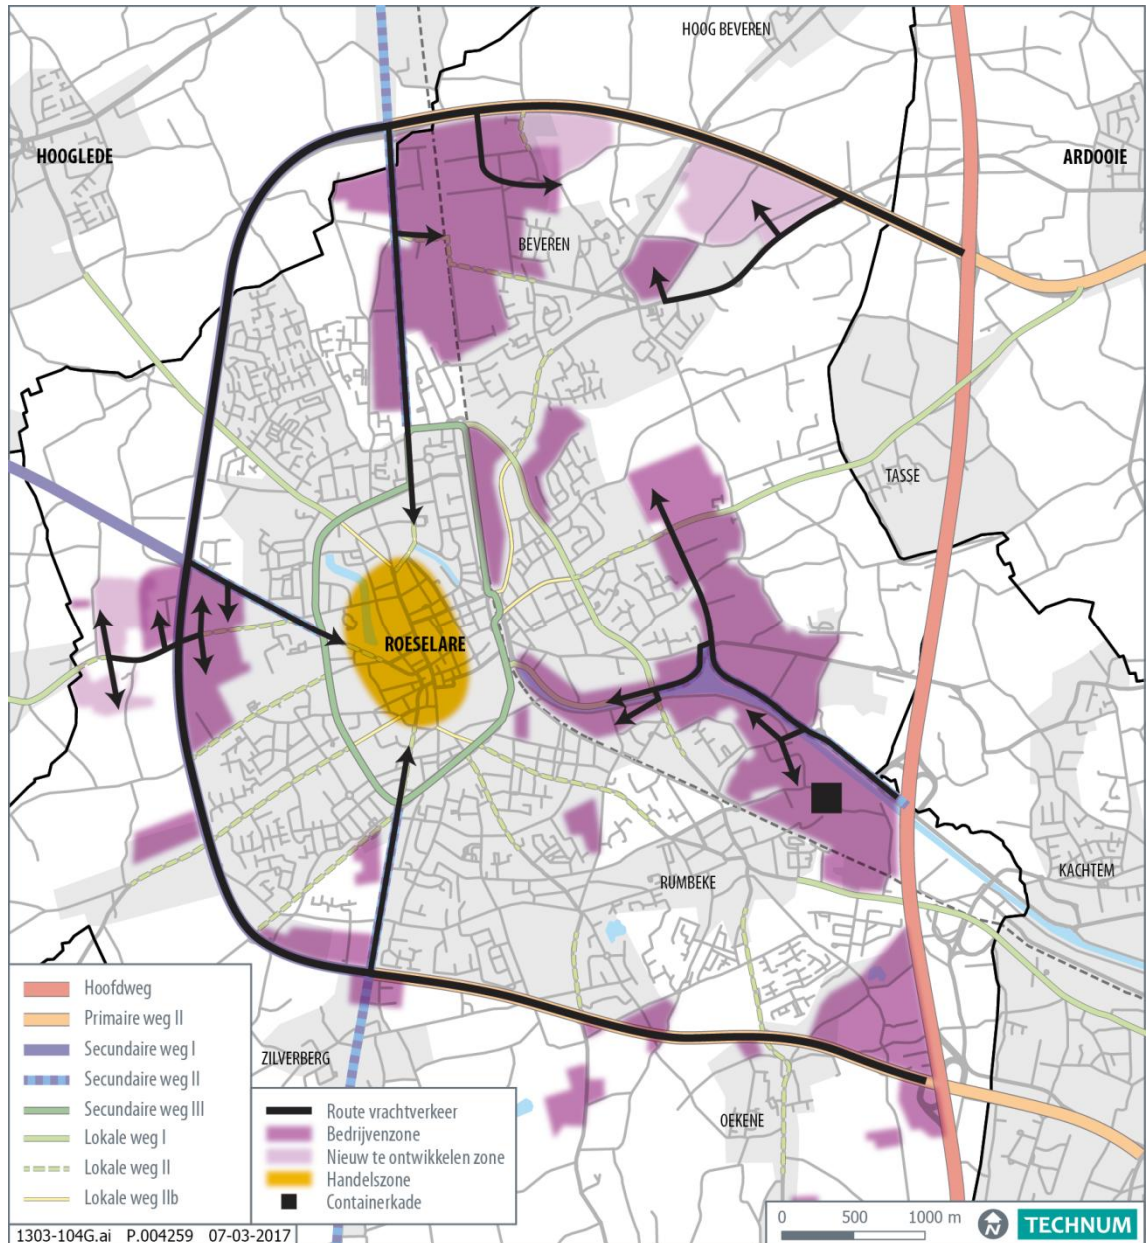 HOOG BEVEREN
HOOGLEDE
ARDOOIE
BEVEREN
TASSE
ROESELARE
KACHTEM
RUMBEKE
ZILVERBERG
OEKENE
Hoofdweg
Primaire weg II
Secundaire weg I
Secundaire weg II
Secundaire weg III
Lokale weg I
Lokale weg II
Lokale weg IIb
Route vrachtverkeer
Bedrijvenzone
Nieuw te ontwikkelen zone
Handelszone
Containerkade
0 500 1000 m
N
TECHNUM
1303-104G.ai P.004259 07-03-2017